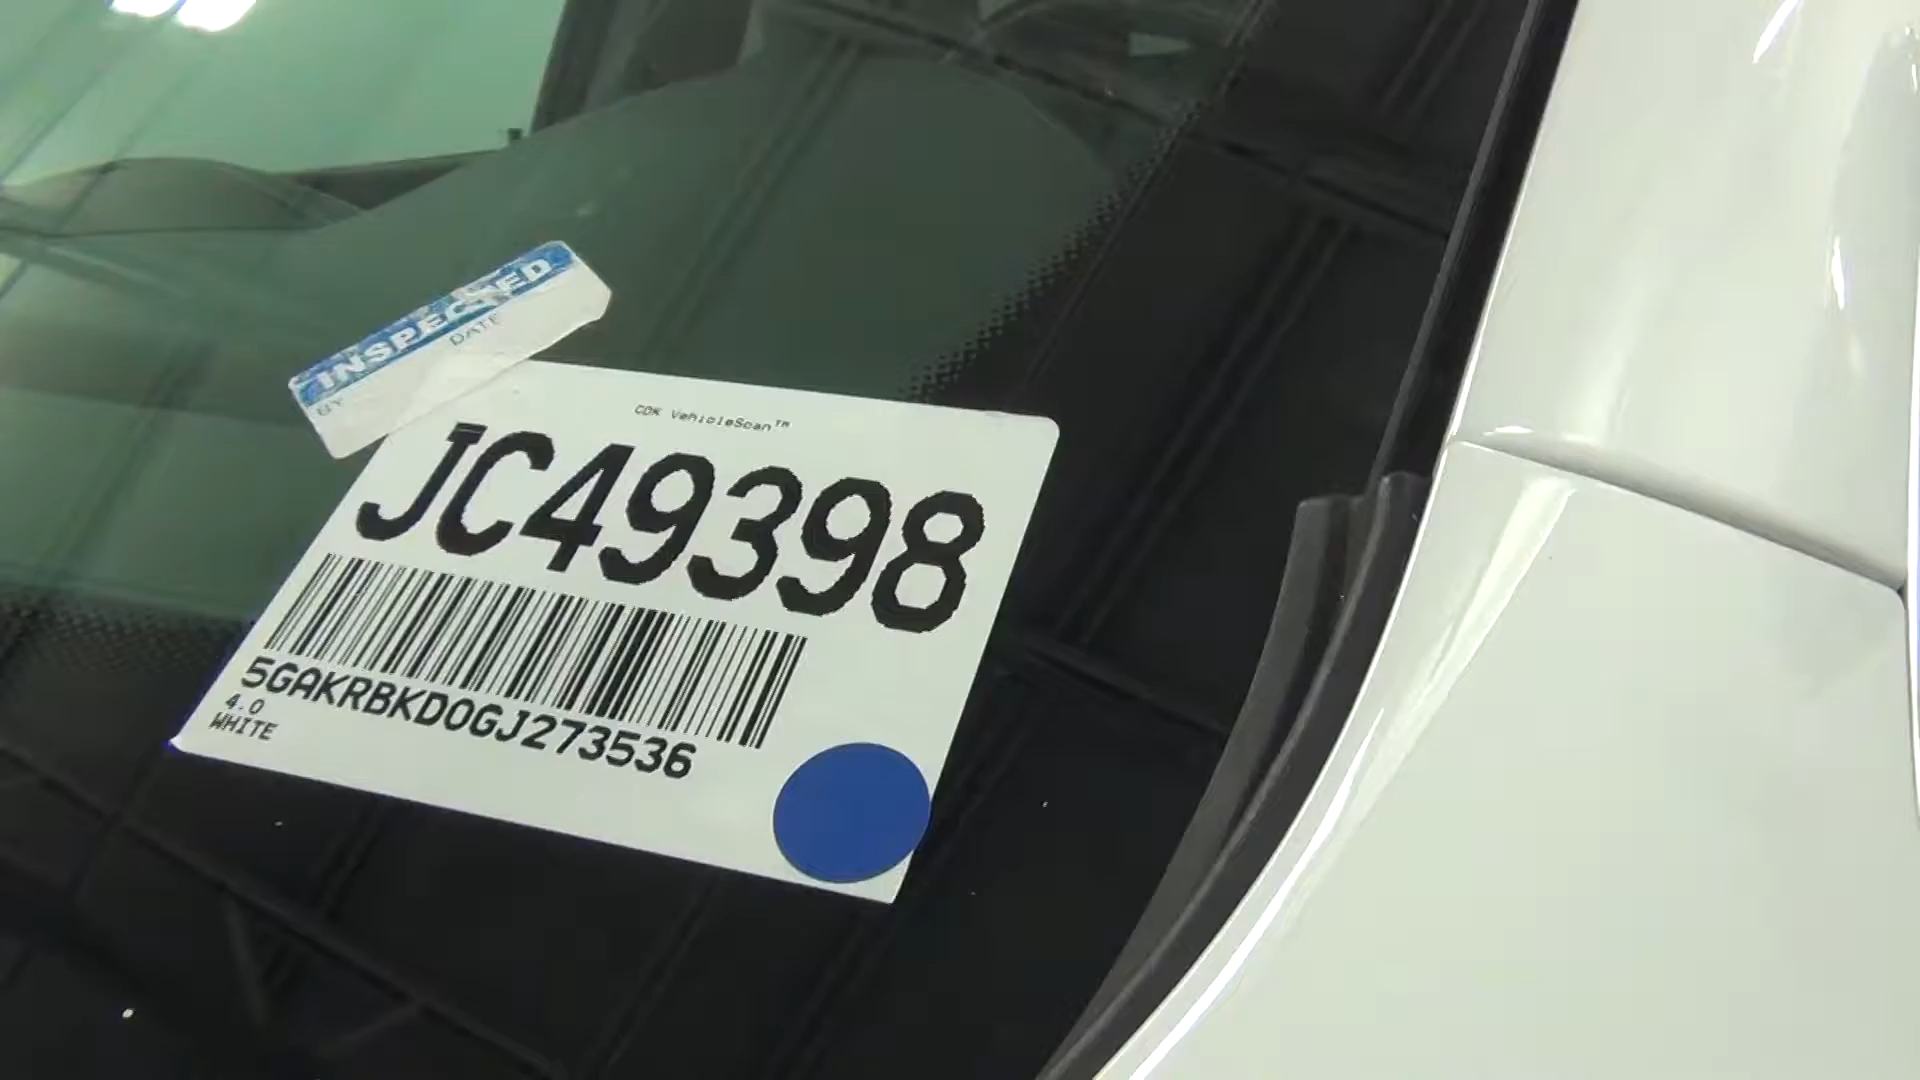 INSPECTED
BY
DATE
CDK VehicleScan™
JC49398
5GAKRBKD0GJ273536
4.0
WHITE